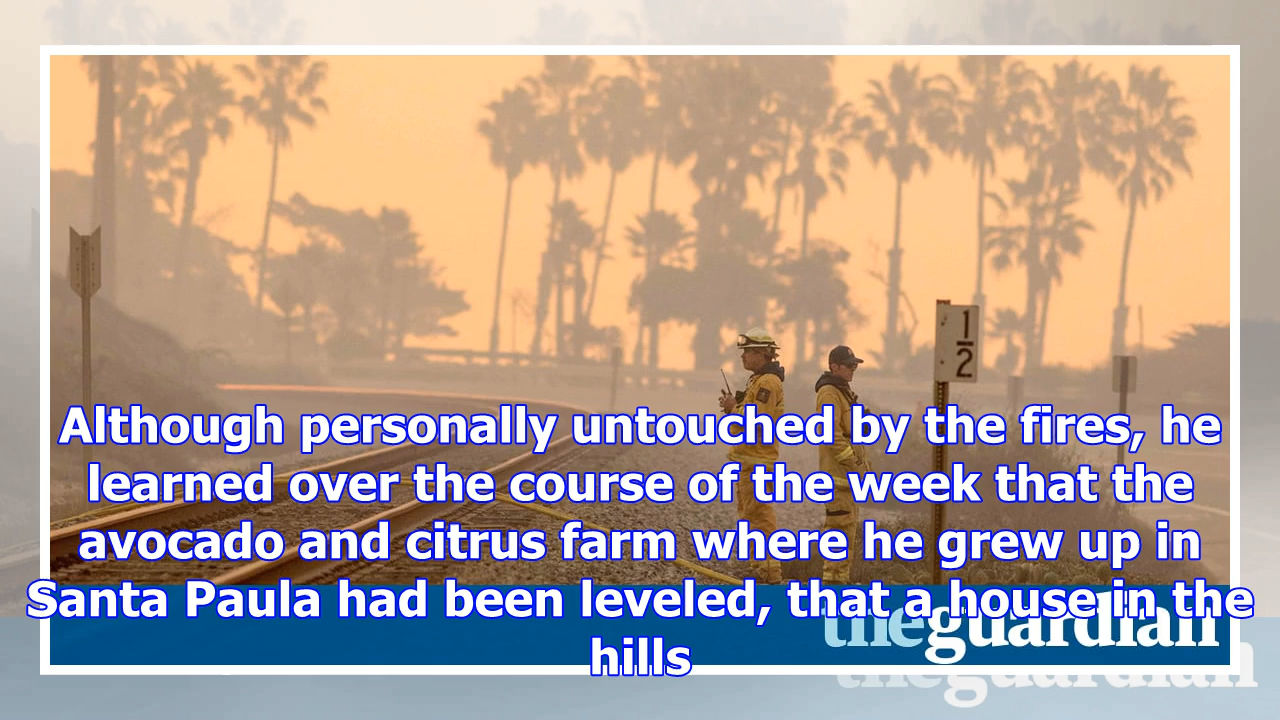 1
2
Although personally untouched by the fires, he
learned over the course of the week that the
avocado and citrus farm where he grew up in
Santa Paula had been leveled, that a house in the
hills
theguardian
theguardian